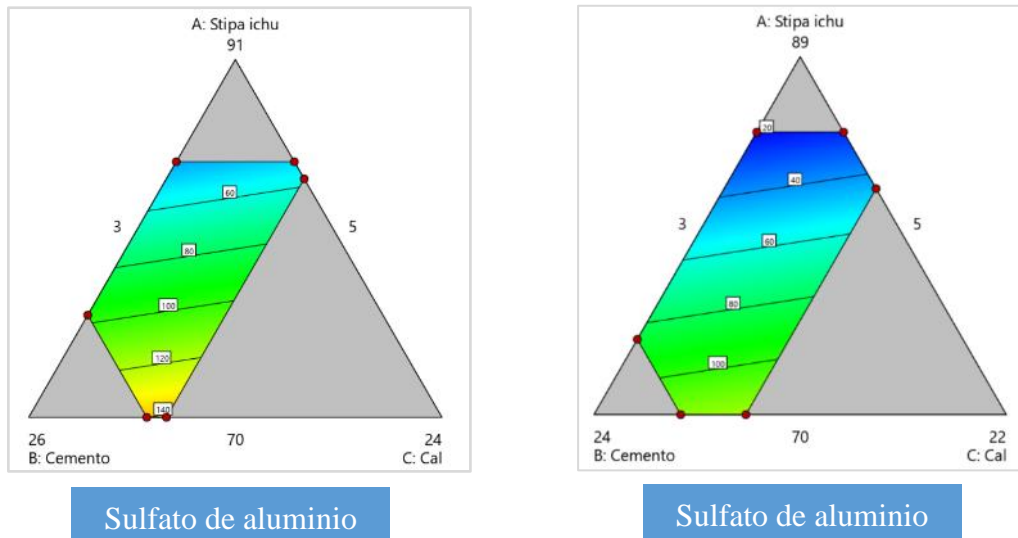 A: Stipa ichu
91
60
3
5
80
100
120
140
26
70
24
B: Cemento
C: Cal
Sulfato de aluminio
A: Stipa ichu
89
20
40
3
5
60
80
100
24
70
22
B: Cemento
C: Cal
Sulfato de aluminio